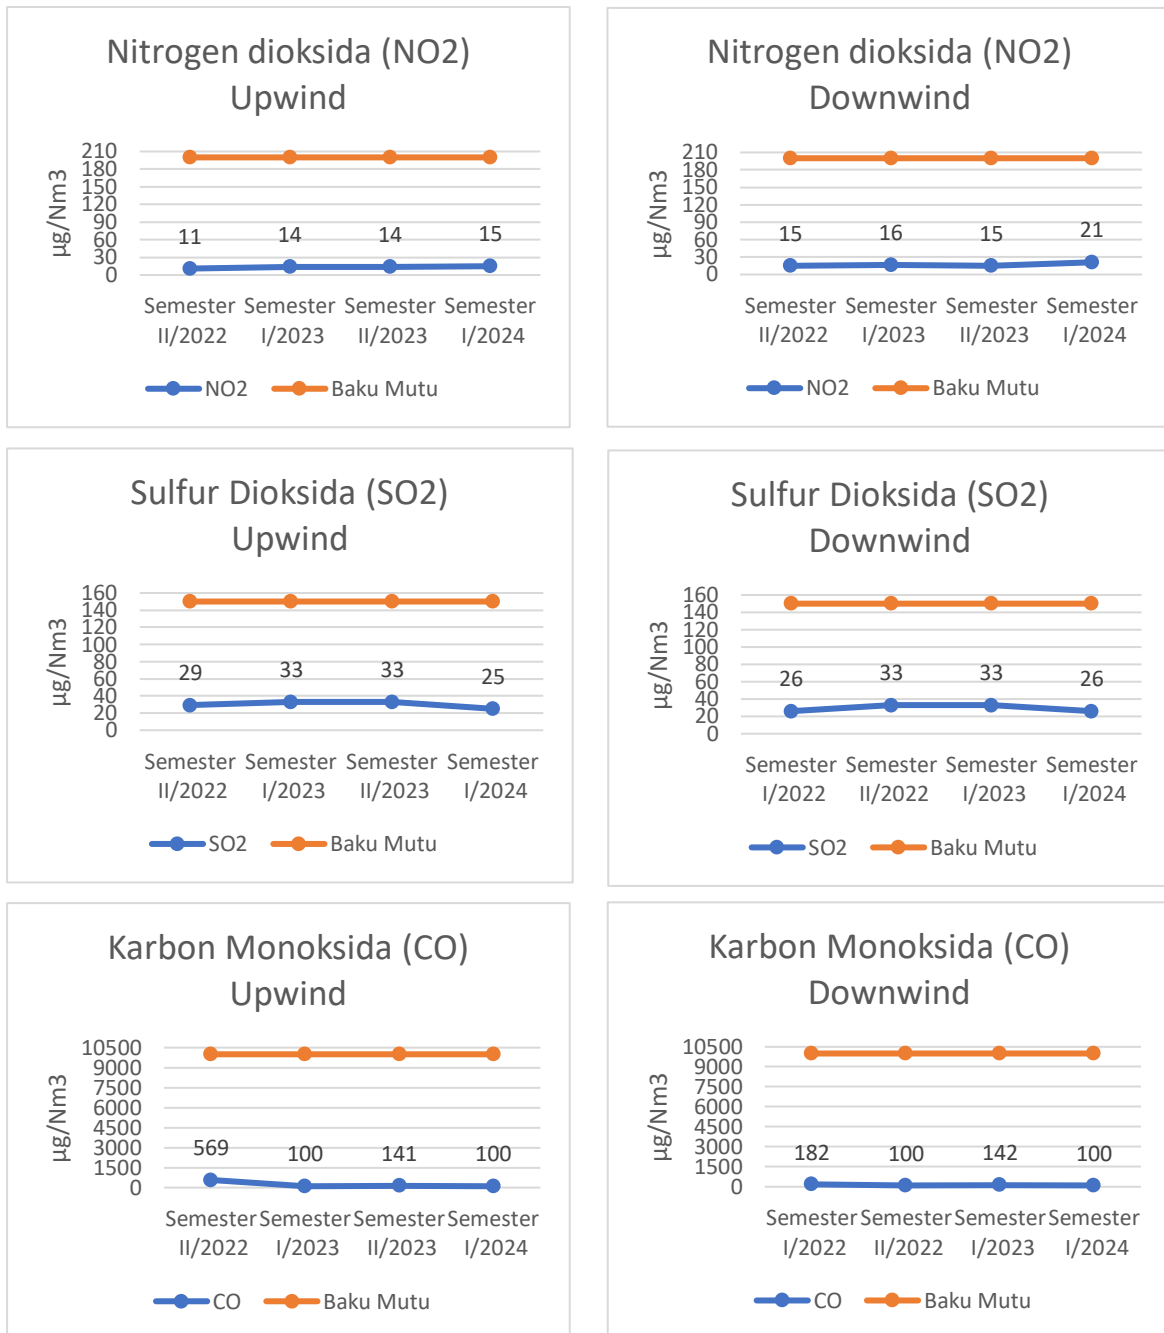 Nitrogen dioksida (NO2)
Upwind
µg/Nm3
210
180
150
120
90
60
30
0
11 14 14 15
Semester Semester Semester Semester
II/2022 I/2023 II/2023 I/2024
NO2 Baku Mutu
Nitrogen dioksida (NO2)
Downwind
µg/Nm3
210
180
150
120
90
60
30
0
15 16 15 21
Semester Semester Semester Semester
II/2022 I/2023 II/2023 I/2024
NO2 Baku Mutu
Sulfur Dioksida (SO2)
Upwind
µg/Nm3
160
140
120
100
80
60
40
20
0
29 33 33 25
Semester Semester Semester Semester
II/2022 I/2023 II/2023 I/2024
SO2 Baku Mutu
Sulfur Dioksida (SO2)
Downwind
µg/Nm3
160
140
120
100
80
60
40
20
0
26 33 33 26
Semester Semester Semester Semester
I/2022 II/2022 I/2023 I/2024
SO2 Baku Mutu
Karbon Monoksida (CO)
Upwind
µg/Nm3
10500
9000
7500
6000
4500
3000
1500
0
569 100 141 100
Semester Semester Semester Semester
II/2022 I/2023 II/2023 I/2024
CO Baku Mutu
Karbon Monoksida (CO)
Downwind
µg/Nm3
10500
9000
7500
6000
4500
3000
1500
0
182 100 142 100
Semester Semester Semester Semester
I/2022 II/2022 I/2023 I/2024
CO Baku Mutu